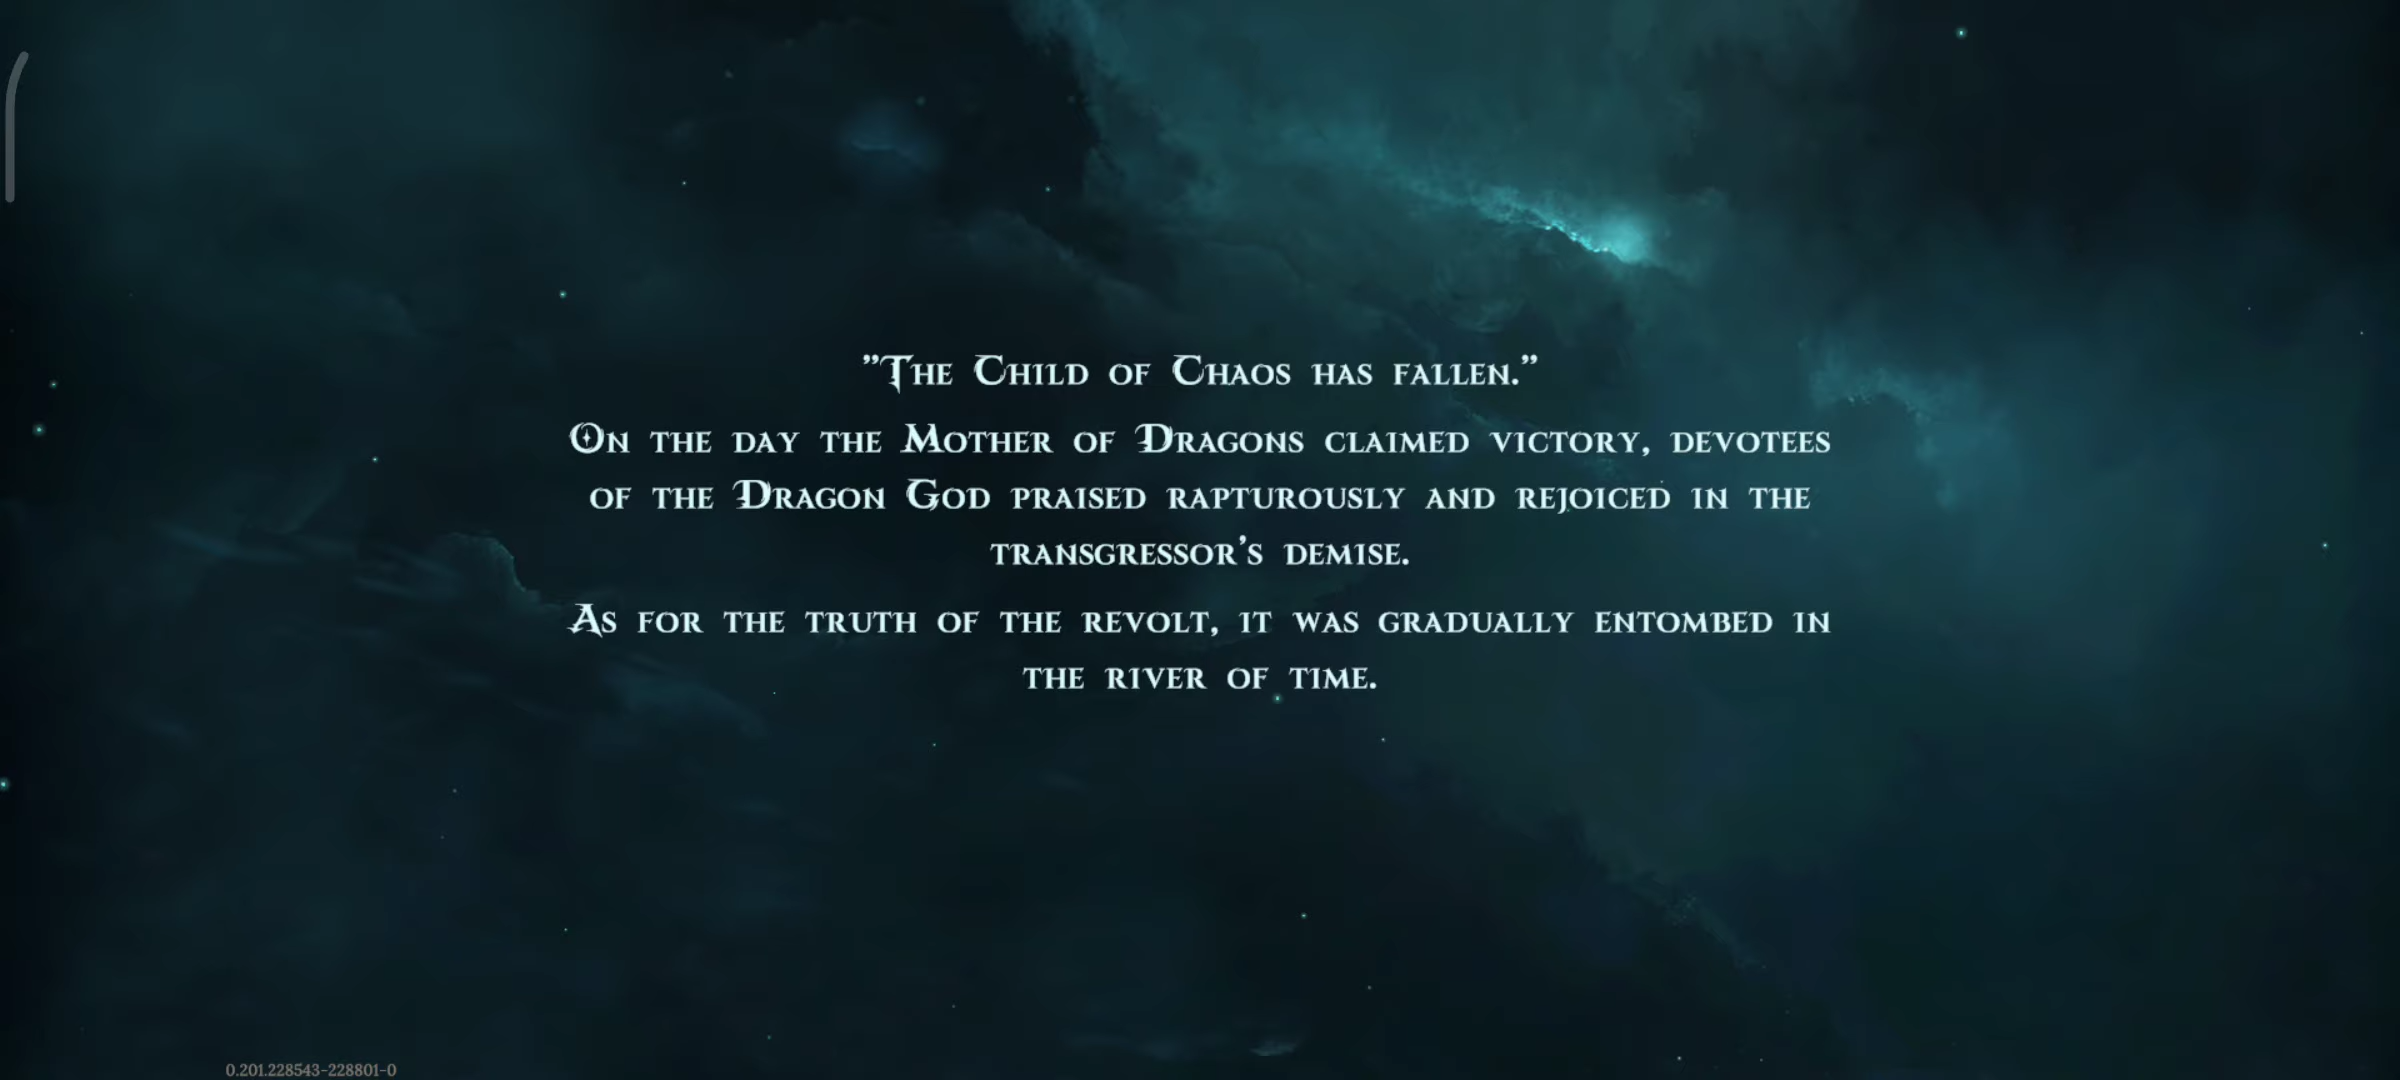 "The Child of Chaos has fallen."
On the day the Mother of Dragons claimed victory, devotees
of the Dragon God praised rapturously and rejoiced in the
transgressor's demise.
As for the truth of the revolt, it was gradually entombed in
the river of time.
0.201.228543-228801-0